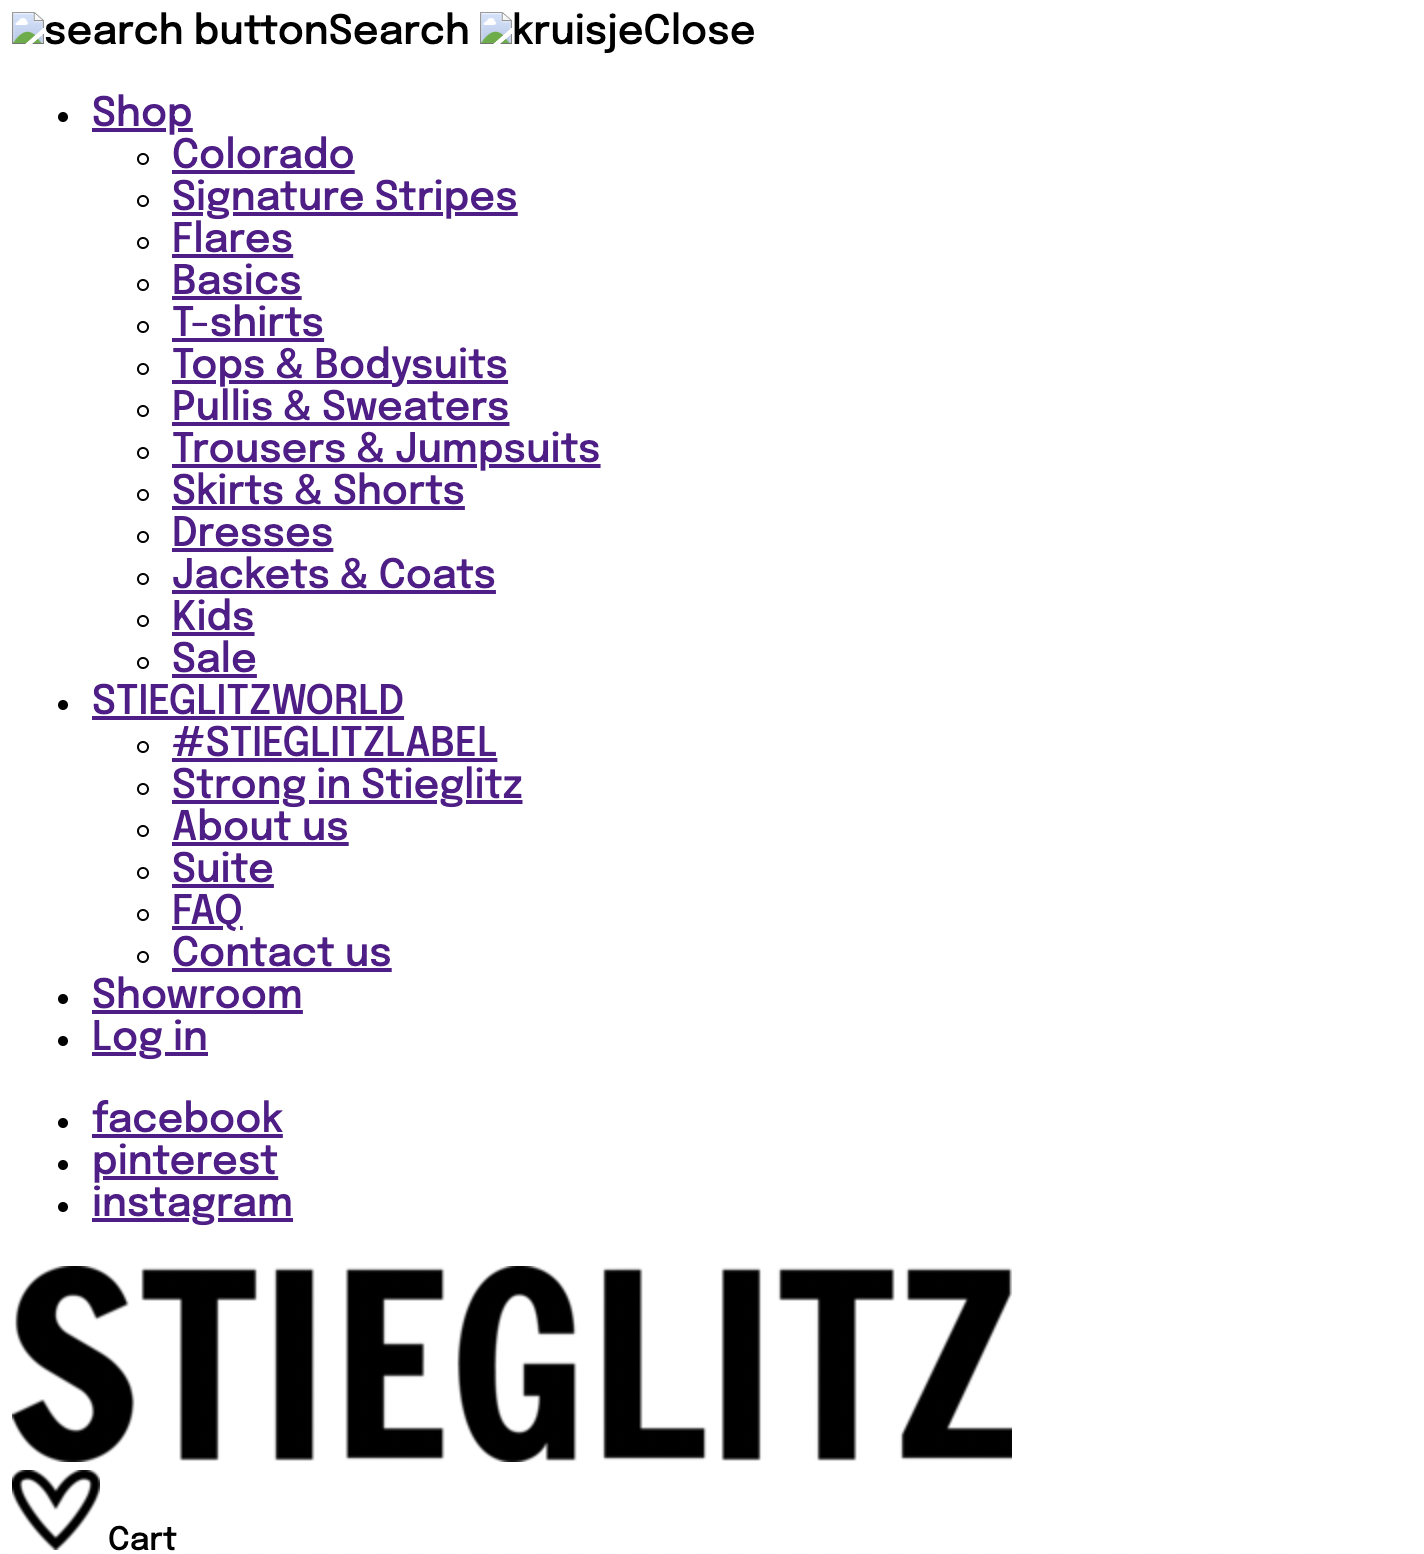 search buttonSearch kruisjeClose
Shop
Colorado
Signature Stripes
Flares
Basics
T-shirts
Tops & Bodysuits
Pullis & Sweaters
Trousers & Jumpsuits
Skirts & Shorts
Dresses
Jackets & Coats
Kids
Sale
STIEGLITZWORLD
#STIEGLITZLABEL
Strong in Stieglitz
About us
Suite
FAQ
Contact us
Showroom
Log in
facebook
pinterest
instagram
STIEGLITZ
Cart